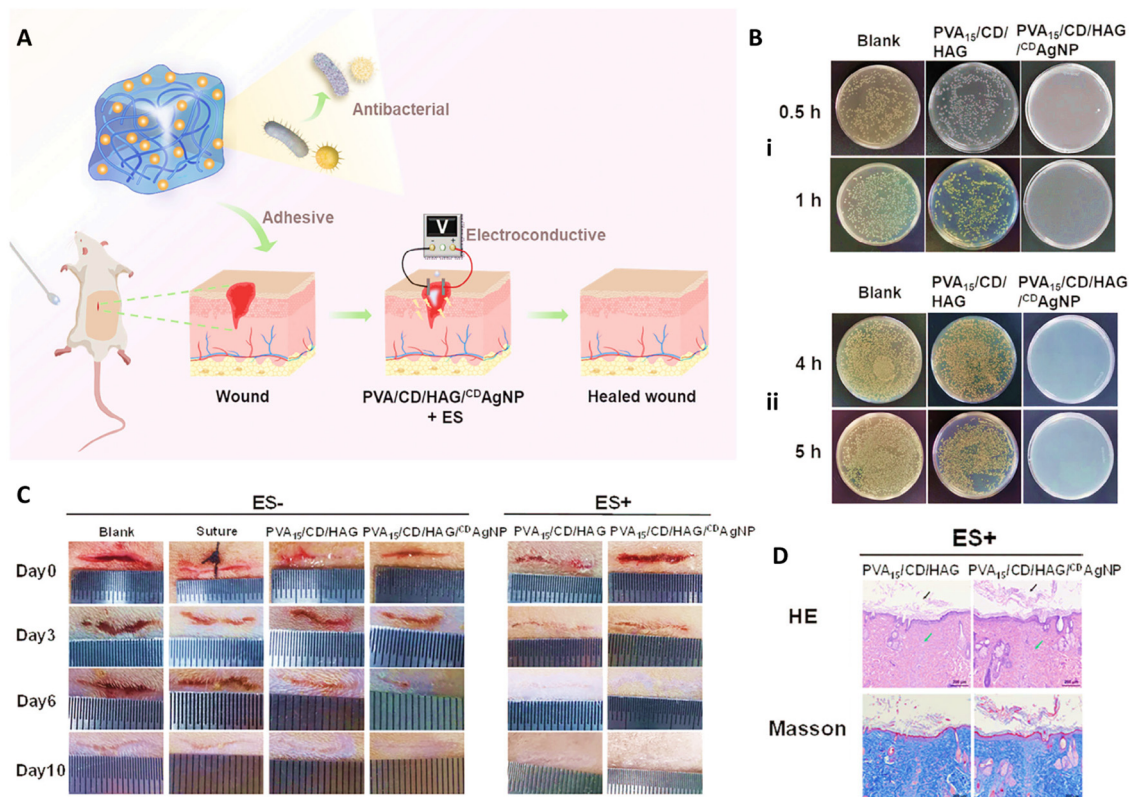 A
Antibacterial
Adhesive
V
- +
Electroconductive
Wound
PVA/CD/HAG/ᶜᴰAgNP
+ ES
Healed wound
B
Blank
PVA₁₅/CD/
HAG
PVA₁₅/CD/HAG
/ᶜᴰAgNP
0.5 h
i
1 h
Blank
PVA₁₅/CD/
HAG
PVA₁₅/CD/HAG
/ᶜᴰAgNP
4 h
ii
5 h
C
ES-
ES+
Blank
Suture
PVA₁₅/CD/HAG
PVA₁₅/CD/HAG/ᶜᴰAgNP
PVA₁₅/CD/HAG
PVA₁₅/CD/HAG/ᶜᴰAgNP
Day0
Day3
Day6
Day10
D
ES+
PVA₁₅/CD/HAG
PVA₁₅/CD/HAG/ᶜᴰAgNP
HE
Masson